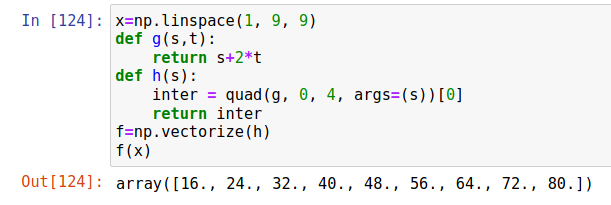 In [124]: x=np.linspace(1, 9, 9)
def g(s,t):
    return s+2*t
def h(s):
    inter = quad(g, 0, 4, args=(s))[0]
    return inter
f=np.vectorize(h)
f(x)
Out[124]: array([16., 24., 32., 40., 48., 56., 64., 72., 80.])